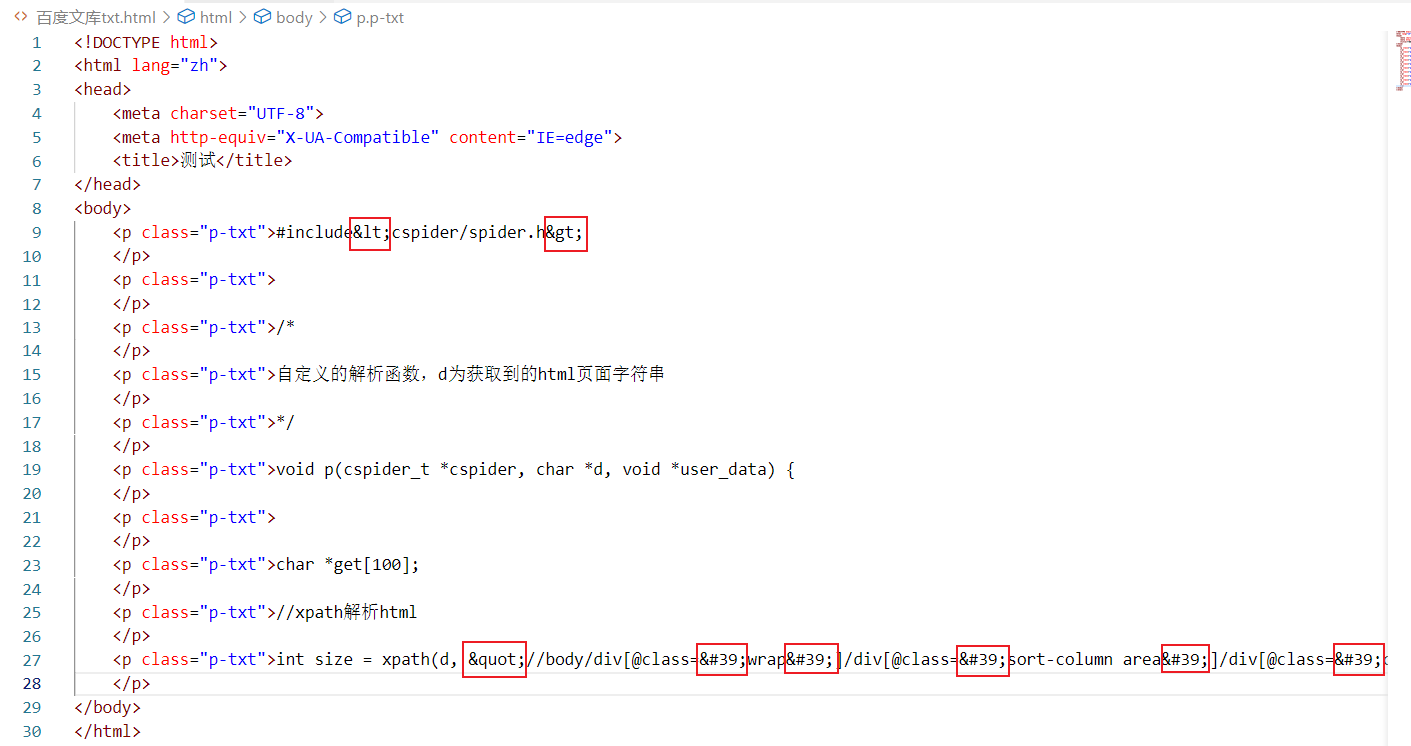 百度文库txt.html > html > body > p.p-txt
1 <!DOCTYPE html>
2 <html lang="zh">
3 <head>
4 <meta charset="UTF-8">
5 <meta http-equiv="X-UA-Compatible" content="IE=edge">
6 <title>测试</title>
7 </head>
8 <body>
9 <p class="p-txt">#include&lt;cspider/spider.h&gt;
10 </p>
11 <p class="p-txt">
12 </p>
13 <p class="p-txt">/*
14 </p>
15 <p class="p-txt">自定义的解析函数，d为获取到的html页面字符串
16 </p>
17 <p class="p-txt">*/
18 </p>
19 <p class="p-txt">void p(cspider_t *cspider, char *d, void *user_data) {
20 </p>
21 <p class="p-txt">
22 </p>
23 <p class="p-txt">char *get[100];
24 </p>
25 <p class="p-txt">//xpath解析html
26 </p>
27 <p class="p-txt">int size = xpath(d, &quot;//body/div[@class=&#39;wrap&#39;]/div[@class=&#39;sort-column area&#39;]/div[@class=&#39;
28 </p>
29 </body>
30 </html>